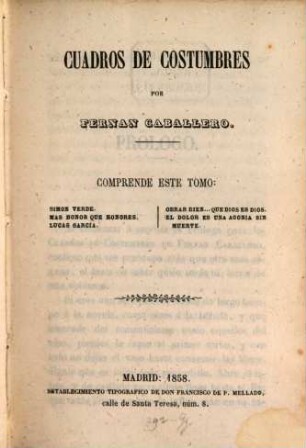 CUADROS DE COSTUMBRES
POR
FERNAN CABALLERO.
COMPRENDE ESTE TOMO:
SIMON VERDE.
MAS HONOR QUE HONORES.
LUCAS GARCIA.
OBRAR BIEN... QUE DIOS ES DIOS.
EL DOLOR ES UNA AGONIA SIN
MUERTE.
MADRID: 1858.
ESTABLECIMIENTO TIPOGRAFICO DE DON FRANCISCO DE P. MELLADO,
calle de Santa Teresa, núm. 8.